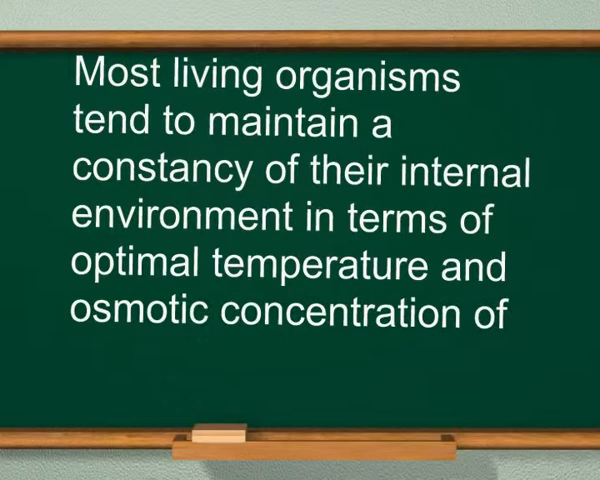 Most living organisms
tend to maintain a
constancy of their internal
environment in terms of
optimal temperature and
osmotic concentration of